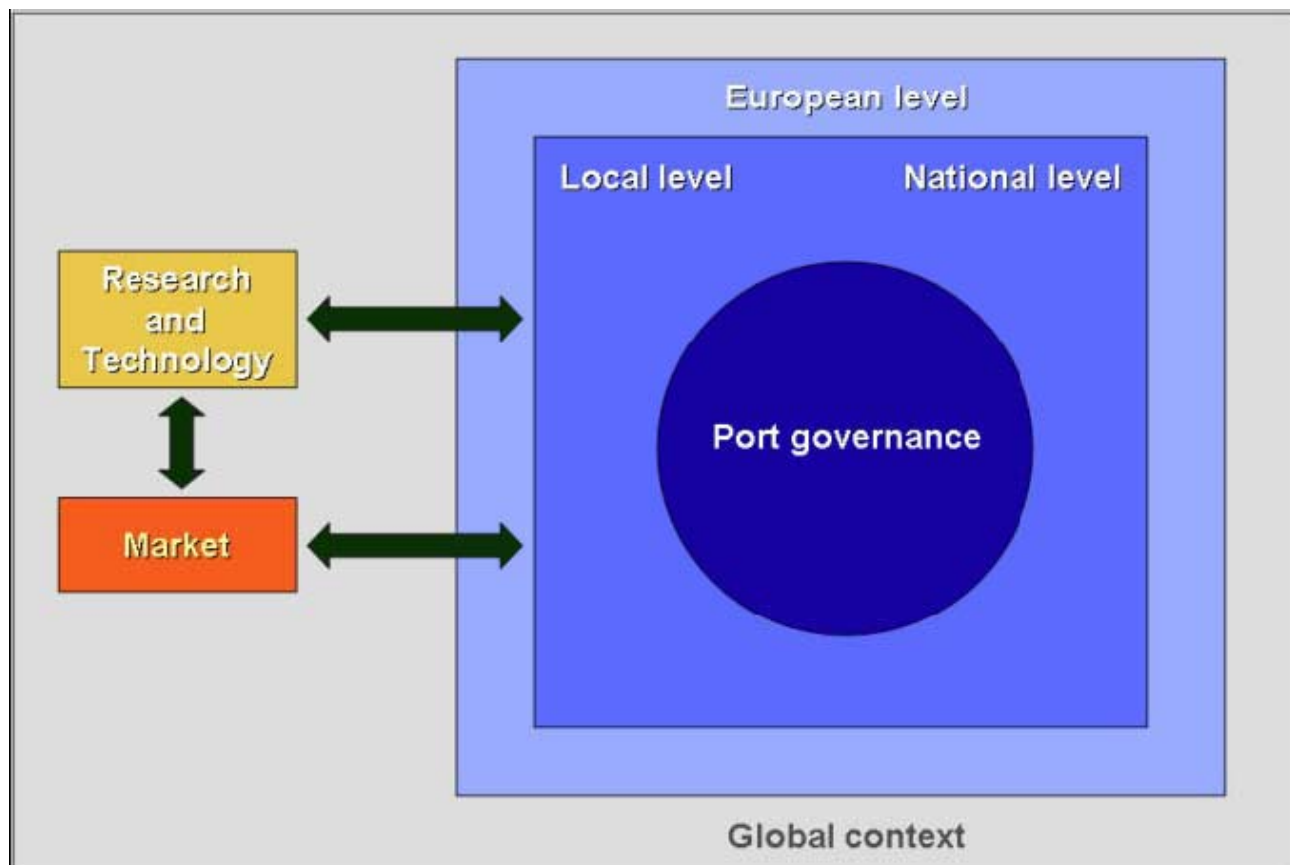 European level
Local level
National level
Research
and
Technology
Port governance
Market
Global context